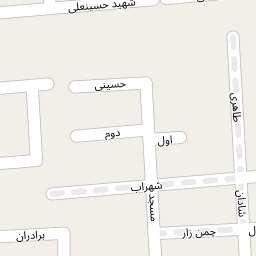 شهید حسینعلی
حسینی
طاهری
دوم
اول
شهراب
مسجد
شادان
چمن زار
برادران